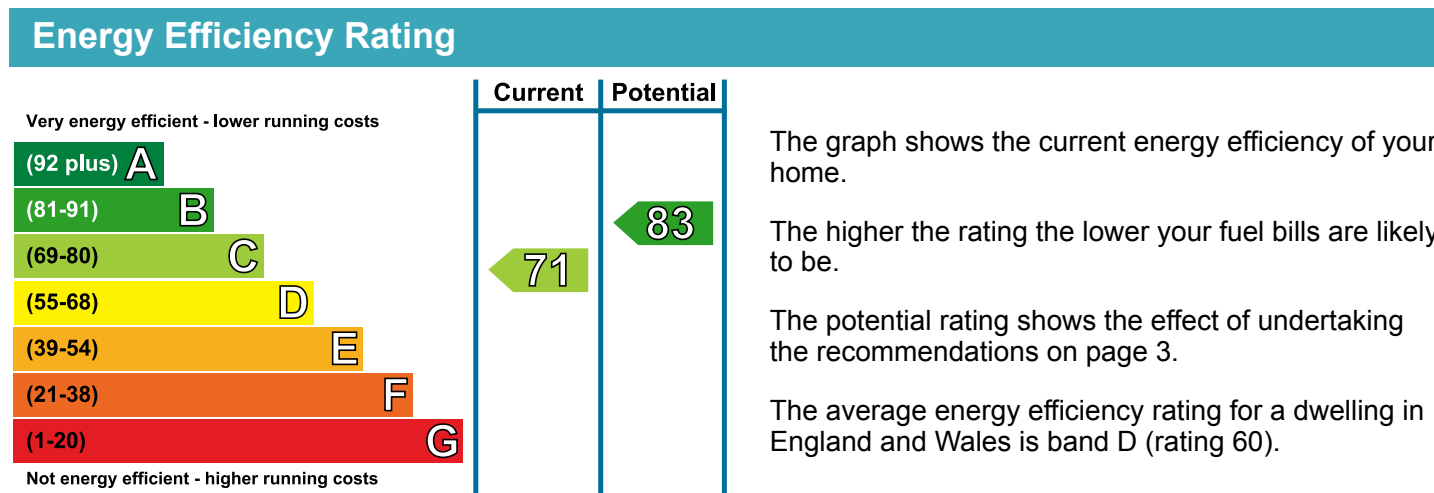 Energy Efficiency Rating
Current Potential
Very energy efficient - lower running costs
(92 plus) A
(81-91) B
83
(69-80) C
71
(55-68) D
(39-54) E
(21-38) F
(1-20) G
Not energy efficient - higher running costs
The graph shows the current energy efficiency of your
home.
The higher the rating the lower your fuel bills are likely
to be.
The potential rating shows the effect of undertaking
the recommendations on page 3.
The average energy efficiency rating for a dwelling in
England and Wales is band D (rating 60).